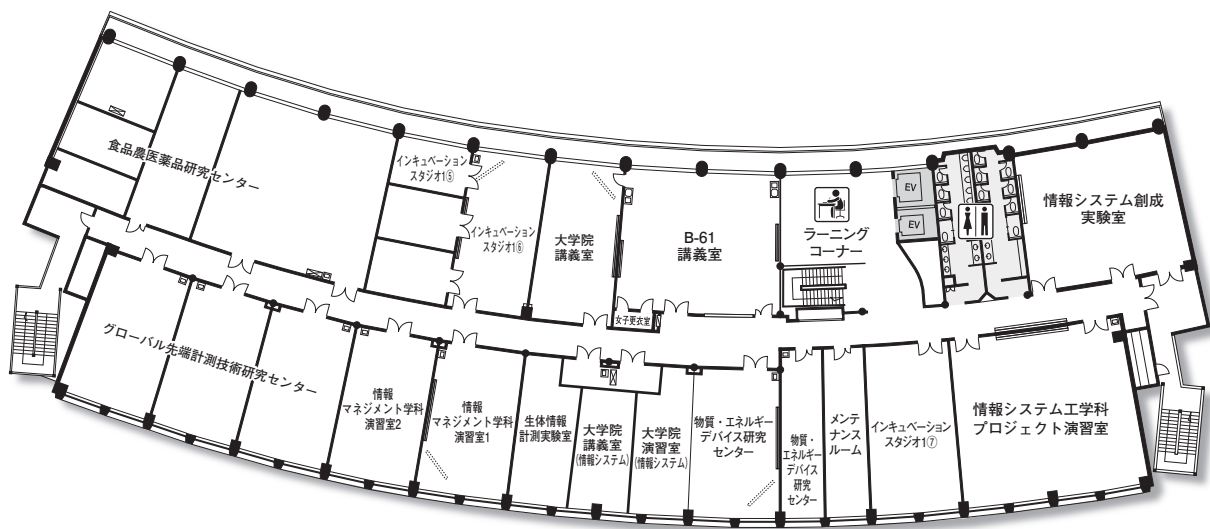 食品農医薬品研究センター
インキュベーション
スタジオ1⑤
インキュベーション
スタジオ1⑥
大学院
講義室
B-61
講義室
ラーニング
コーナー
EV
EV
情報システム創成
実験室
女子更衣室
グローバル先端計測技術研究センター
情報
マネジメント学科
演習室2
情報
マネジメント学科
演習室1
生体情報
計測実験室
大学院
講義室
(情報システム)
大学院
演習室
(情報システム)
物質・エネルギー
デバイス研究
センター
物質・
エネルギー
デバイス
研究
センター
メンテ
ナンス
ルーム
インキュベーション
スタジオ1⑦
情報システム工学科
プロジェクト演習室